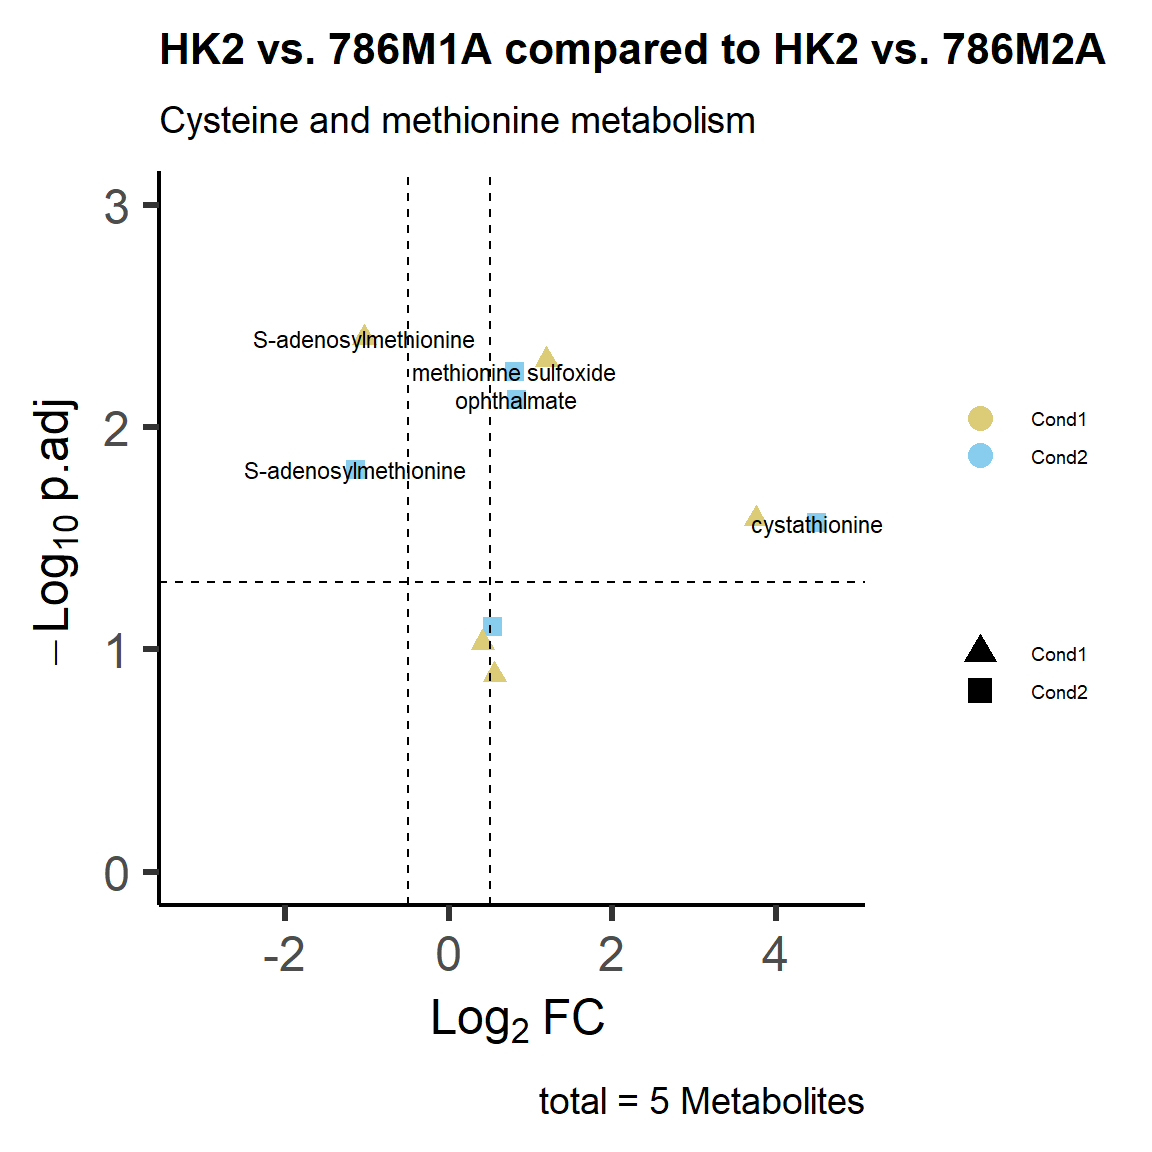 HK2 vs. 786M1A compared to HK2 vs. 786M2A
Cysteine and methionine metabolism
−Log10 p.adj
3
2
1
0
S-adenosylmethionine
methionine sulfoxide
ophthalmate
S-adenosylmethionine
cystathionine
Cond1
Cond2
Cond1
Cond2
-2 0 2 4
Log2 FC
total = 5 Metabolites